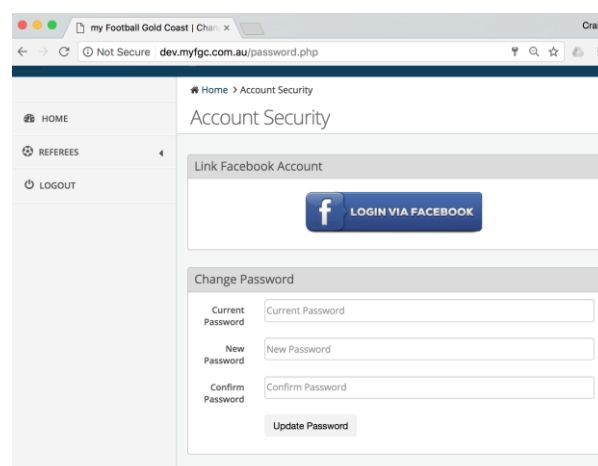 my Football Gold Coast | Chan
Cra
Not Secure dev.myfgc.com.au/password.php
Home > Account Security
Account Security
HOME
REFEREES
LOGOUT
Link Facebook Account
f LOGIN VIA FACEBOOK
Change Password
Current Password
Current Password
New Password
New Password
Confirm Password
Confirm Password
Update Password